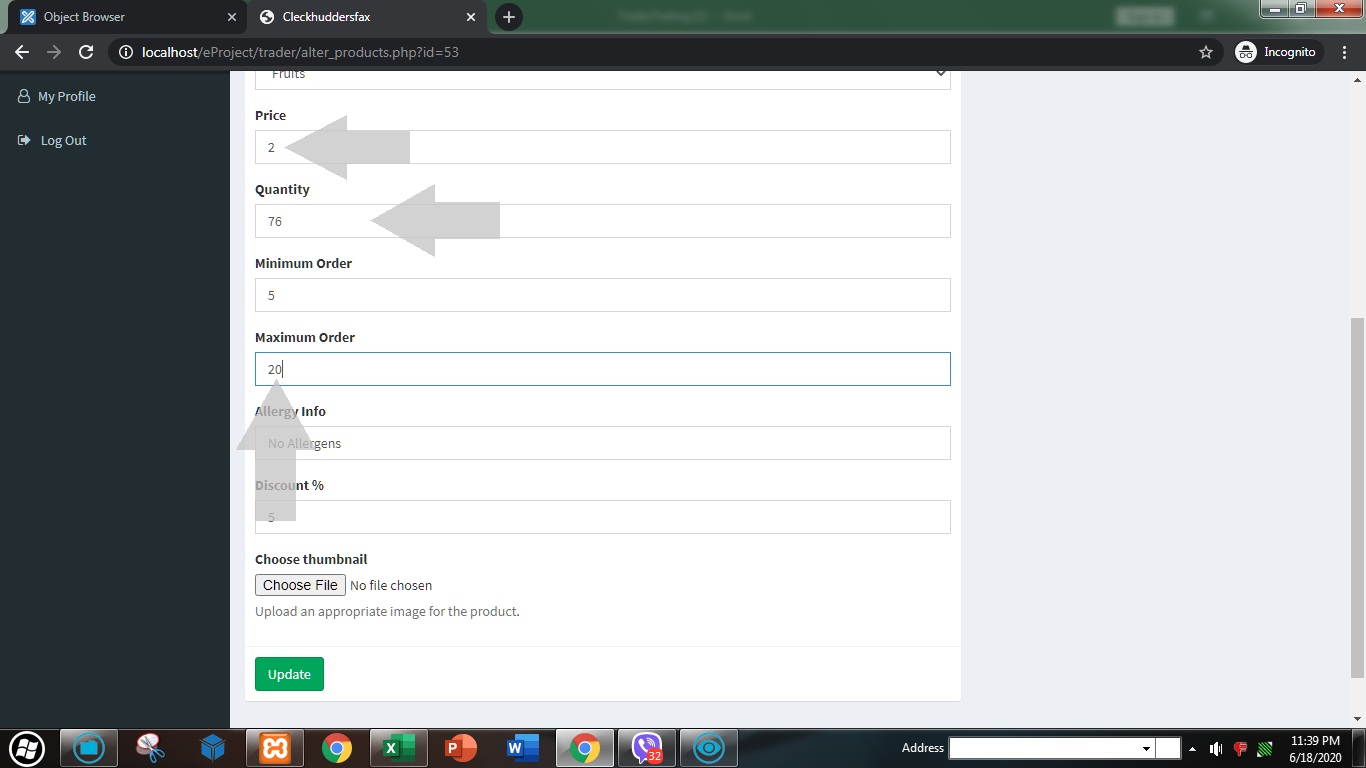 Object Browser
Cleckhuddersfax
localhost/eProject/trader/alter_products.php?id=53
Incognito
My Profile
Log Out
Fruits
Price
2
Quantity
76
Minimum Order
5
Maximum Order
20
Allergy Info
No Allergens
Discount %
5
Choose thumbnail
Choose File No file chosen
Upload an appropriate image for the product.
Update
Address
32
11:39 PM
6/18/2020